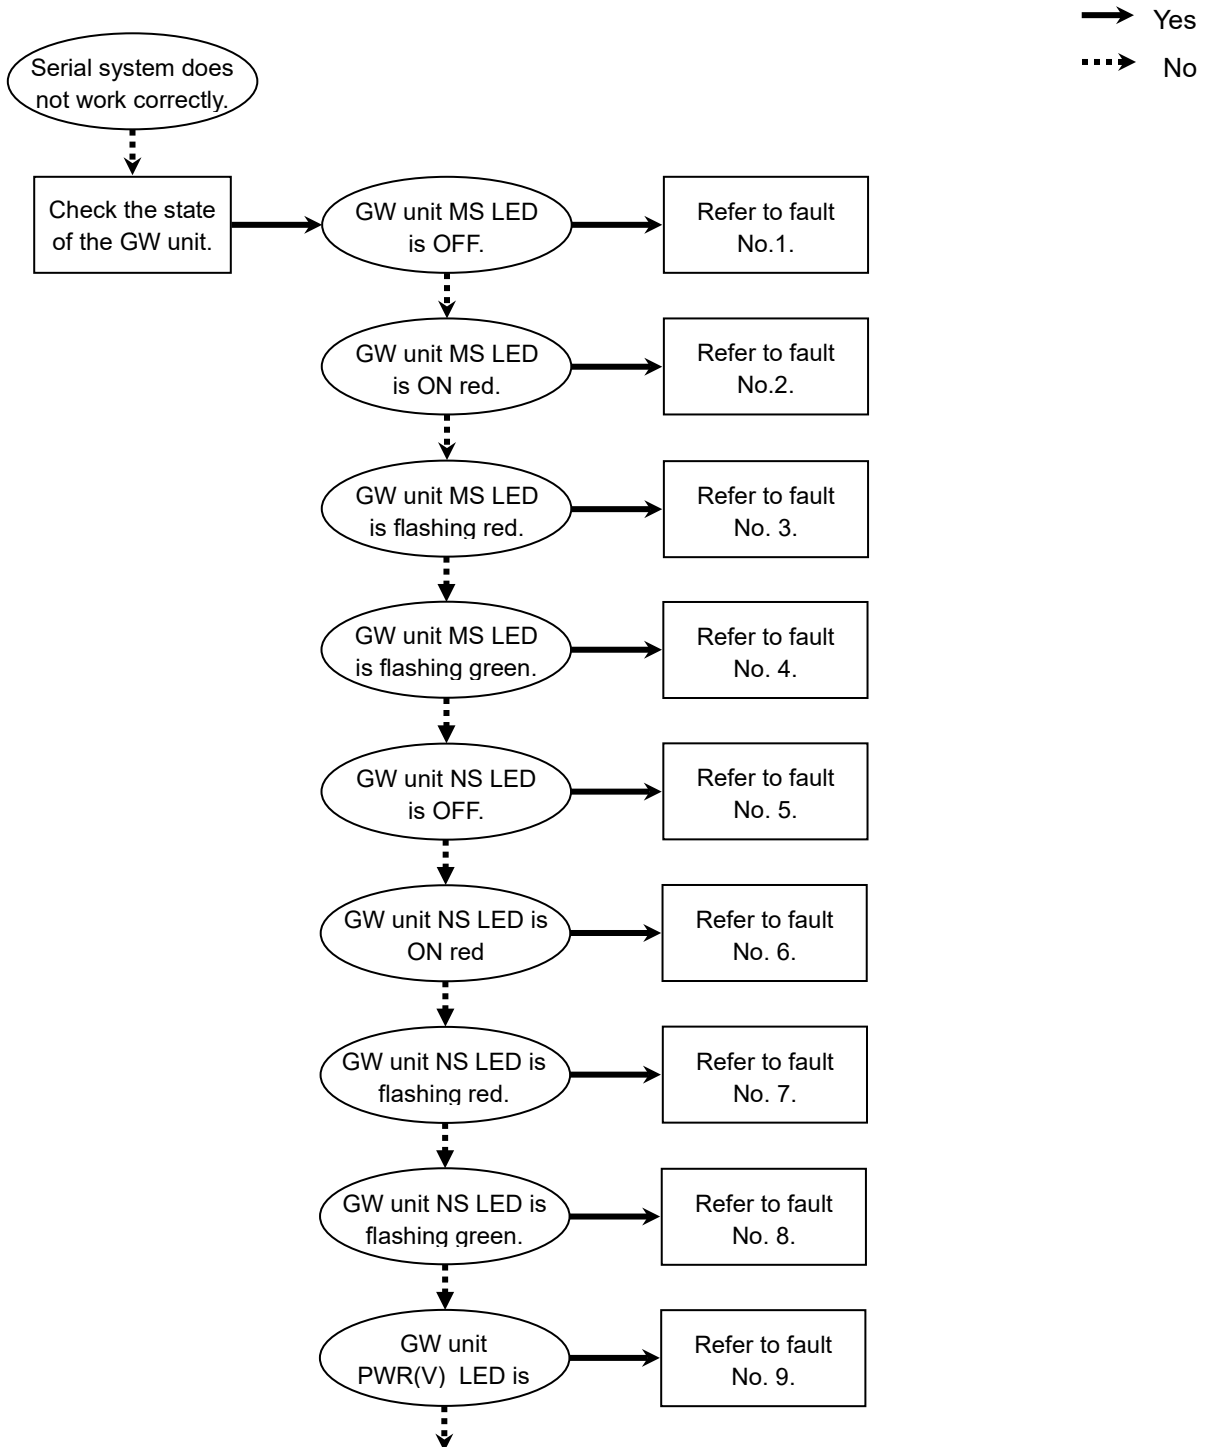 Yes
No
Serial system does
not work correctly.
Check the state
of the GW unit.
GW unit MS LED
is OFF.
Refer to fault
No.1.
GW unit MS LED
is ON red.
Refer to fault
No.2.
GW unit MS LED
is flashing red.
Refer to fault
No. 3.
GW unit MS LED
is flashing green.
Refer to fault
No. 4.
GW unit NS LED
is OFF.
Refer to fault
No. 5.
GW unit NS LED is
ON red
Refer to fault
No. 6.
GW unit NS LED is
flashing red.
Refer to fault
No. 7.
GW unit NS LED is
flashing green.
Refer to fault
No. 8.
GW unit
PWR(V) LED is
Refer to fault
No. 9.